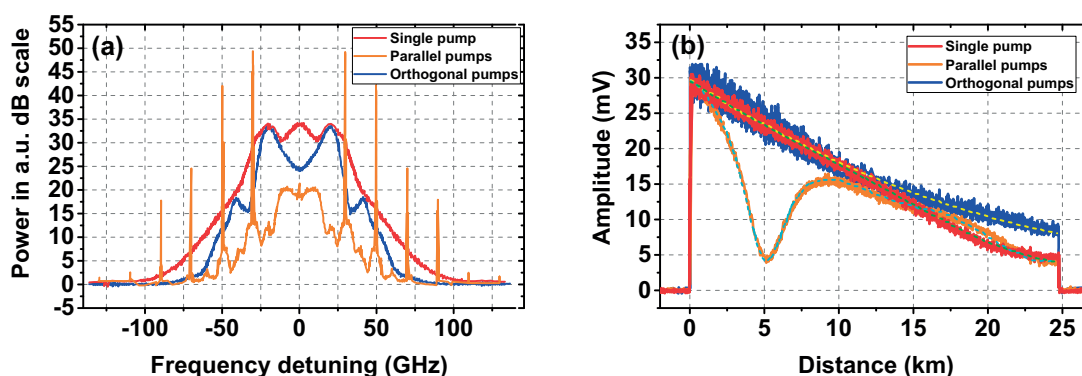 (a)
Single pump
Parallel pumps
Orthogonal pumps
Power in a.u. dB scale
55
50
45
40
35
30
25
20
15
10
5
0
-5
-100 -50 0 50 100
Frequency detuning (GHz)
(b)
Single pump
Parallel pumps
Orthogonal pumps
Amplitude (mV)
35
30
25
20
15
10
5
0
0 5 10 15 20 25
Distance (km)